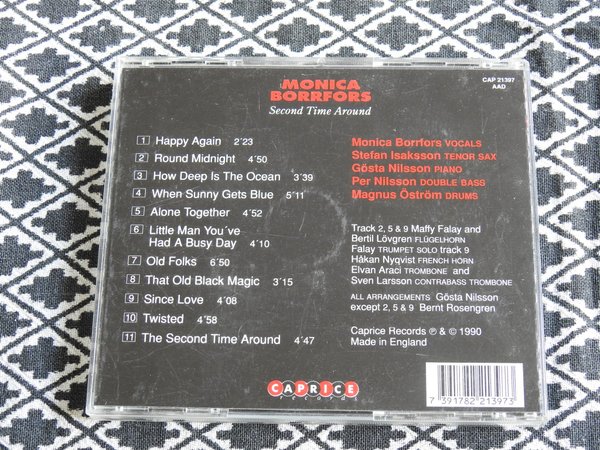 MONICA
BORRFORS
Second Time Around
CAP 21397
AAD
1 Happy Again 2´23
2 Round Midnight 4´50
3 How Deep Is The Ocean 3´39
4 When Sunny Gets Blue 5´11
5 Alone Together 4´52
6 Little Man You´ve
Had A Busy Day 4´10
7 Old Folks 6´50
8 That Old Black Magic 3´15
9 Since Love 4´08
10 Twisted 4´58
11 The Second Time Around 4´47
Monica Borrfors VOCALS
Stefan Isaksson TENOR SAX
Gösta Nilsson PIANO
Per Nilsson DOUBLE BASS
Magnus Öström DRUMS
Track 2, 5 & 9 Maffy Falay and
Bertil Lövgren FLÜGELHORN
Falay TRUMPET SOLO track 9
Håkan Nyqvist FRENCH HORN
Elvan Araci TROMBONE and
Sven Larsson CONTRABASS TROMBONE
ALL ARRANGEMENTS Gösta Nilsson
except 2, 5 & 9 Bernt Rosengren
Caprice Records ℗ & © 1990
Made in England
CAPRICE
records
7 391782 213973